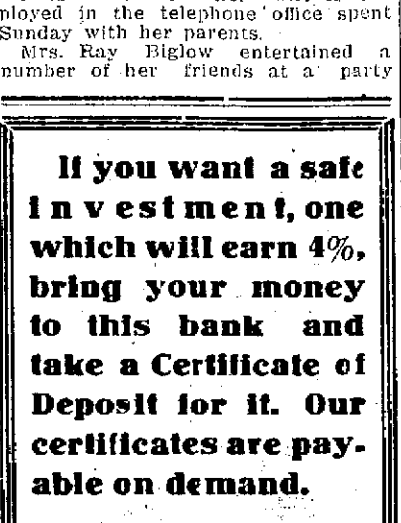 ployed in the telephone office spent
Sunday with her parents.
Mrs. Ray Biglow entertained a
number of her friends at a party
If you want a safe
investment, one
which will earn 4%,
bring your money
to this bank and
take a Certificate of
Deposit for it. Our
certificates are pay-
able on demand.